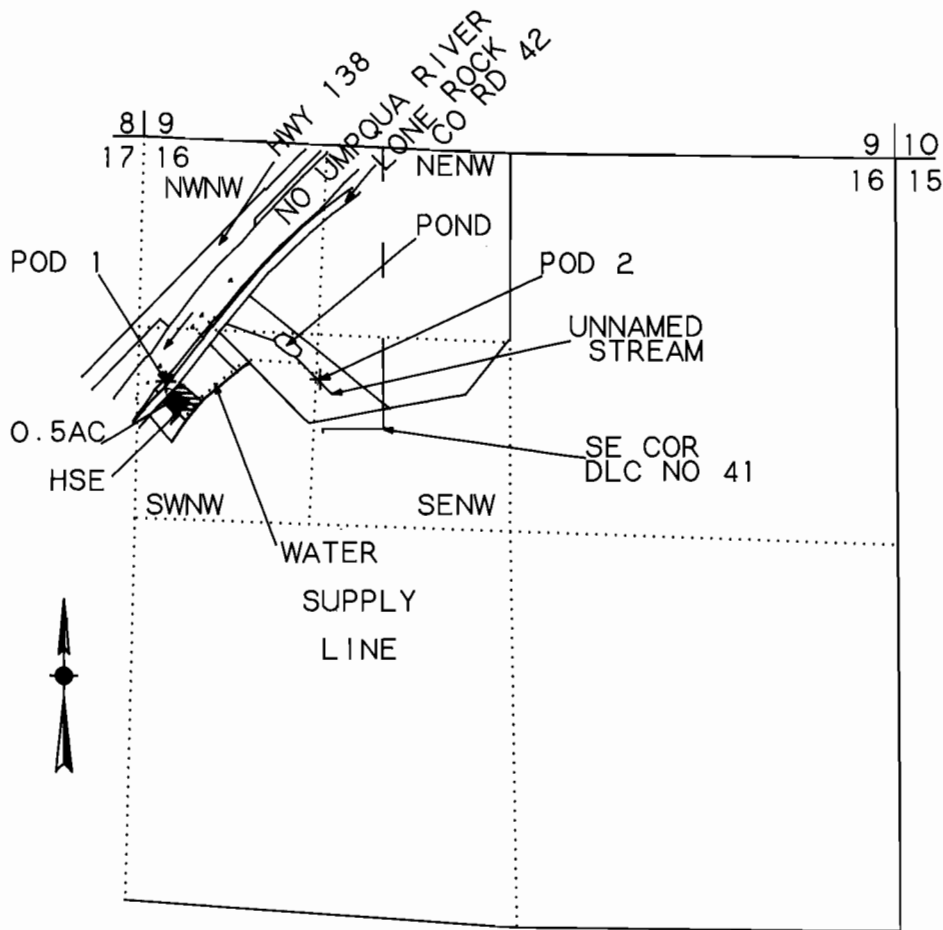 HWY 138
NO UMPQUA RIVER
LONE ROCK
CO RD 42
8 9
17 16
9 10
16 15
NWNW
NENW
POND
POD 1
POD 2
UNNAMED
STREAM
0.5AC
HSE
SE COR
DLC NO 41
SWNW
SENW
WATER
SUPPLY
LINE